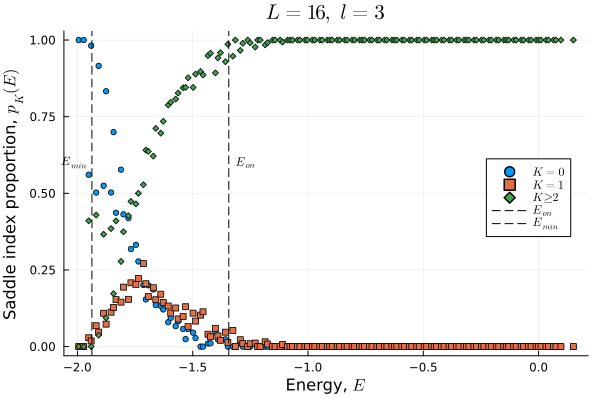 L = 16, l = 3
Saddle index proportion, p_K(E)
1.00
0.75
0.50
0.25
0.00
E_min
E_on
K = 0
K = 1
K ≥ 2
E_on
E_min
−2.0
−1.5
−1.0
−0.5
0.0
Energy, E